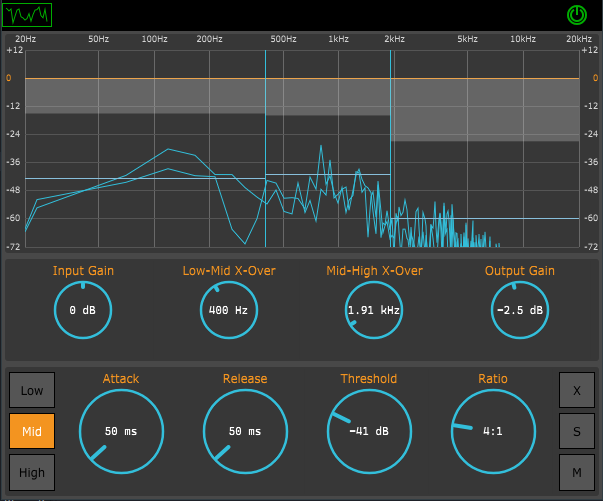 20Hz 50Hz 100Hz 200Hz 400Hz 1kHz 2kHz 5kHz 10kHz 20kHz
+12 +12
0 0
-12 -12
-24 -24
-36 -36
-48 -48
-60 -60
-72 -72
Input Gain Low-Mid X-Over Mid-High X-Over Output Gain
0 dB 400 Hz 1.91 kHz -2.5 dB
Attack Release Threshold Ratio
Low X
Mid 50 ms 50 ms -41 dB 4:1 S
High M